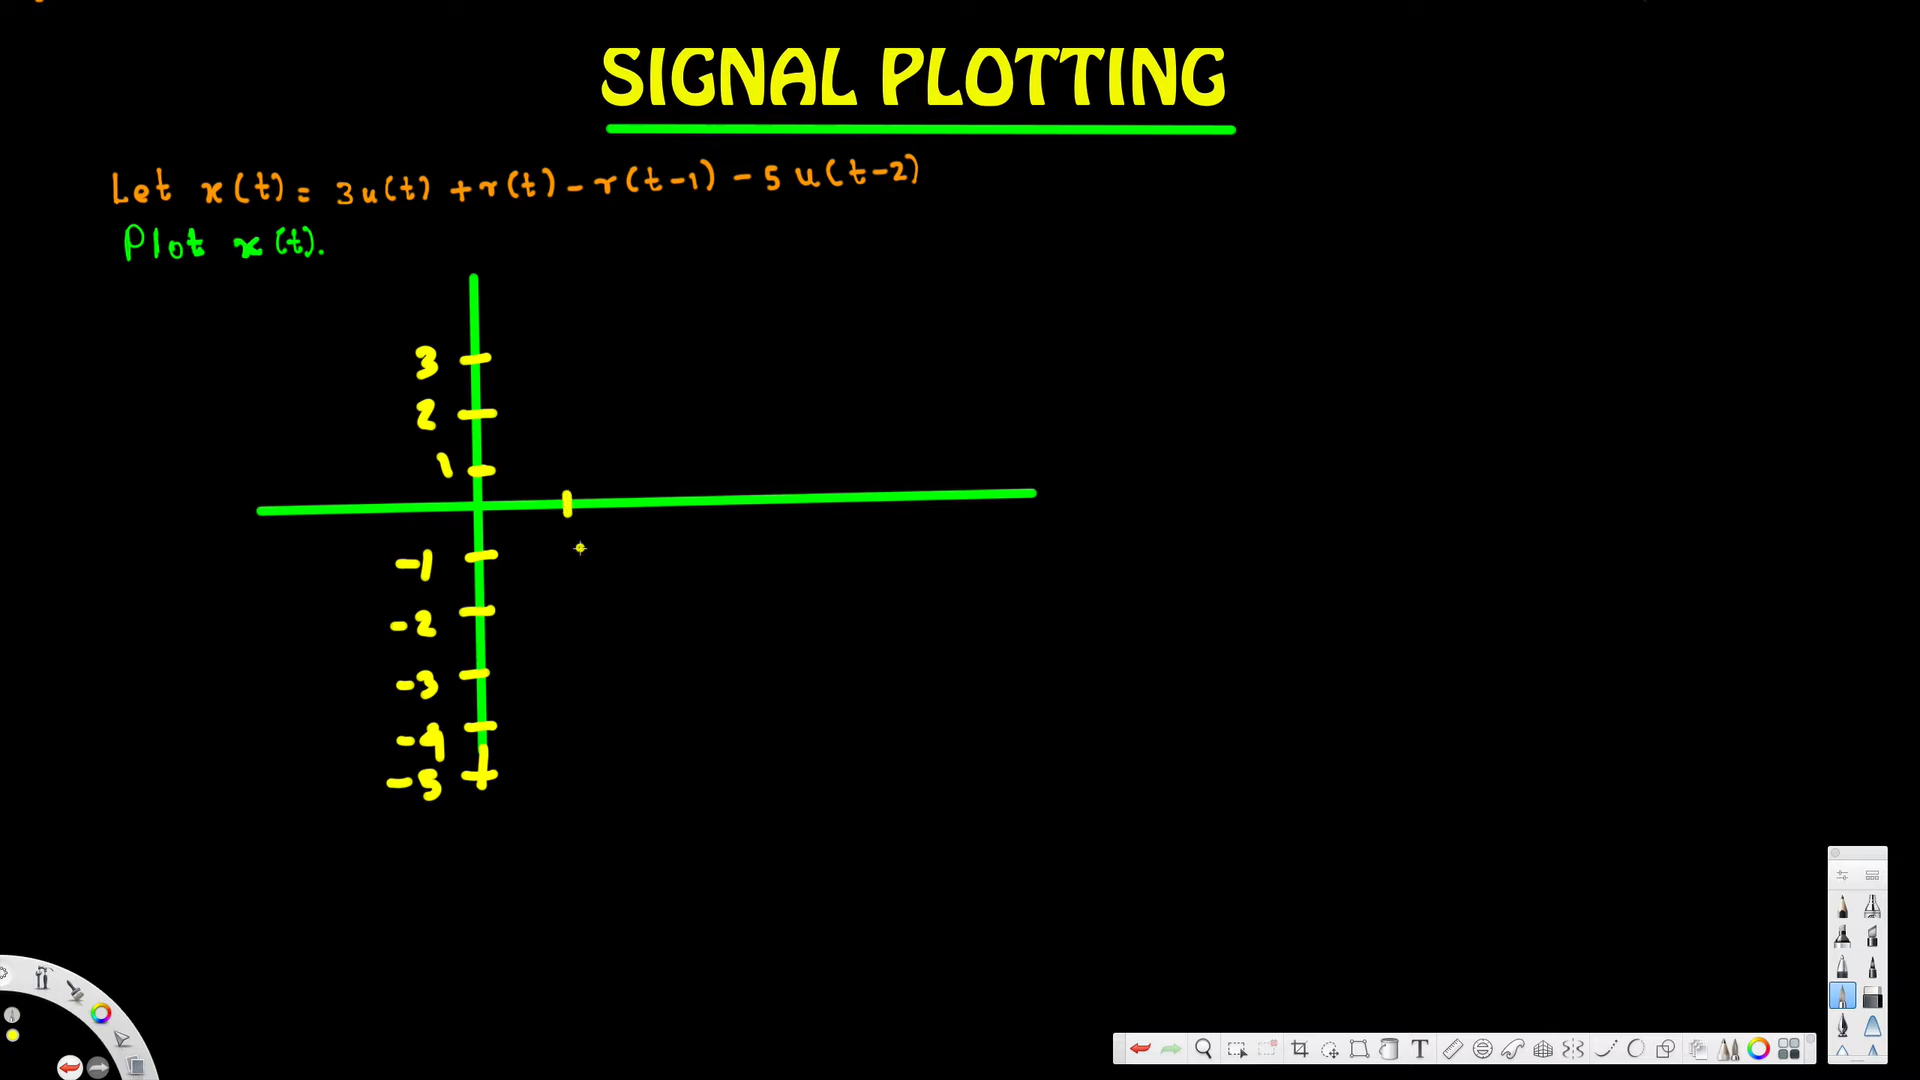 SIGNAL PLOTTING
Let x(t) = 3u(t) + r(t) - r(t-1) - 5u(t-2)
Plot x(t).
3
2
1
-1
-2
-3
-4
-5
T